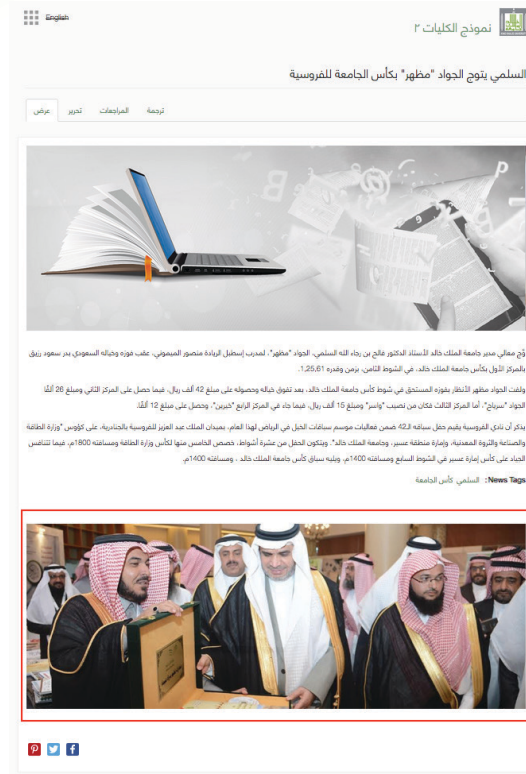 English
نموذج الكليات ٢
السلمي يتوج الجواد "مظهر" بكأس الجامعة للفروسية
عرض تحرير المراجعات ترجمة
وّج معالي مدير جامعة الملك خالد الأستاذ الدكتور فالح بن رجاء الله السلمي، الجواد "مظهر"، لمدرب إسطبل الريادة منصور الميموني، عقب فوزه وخياله السعودي بدر سعود رزيق
بالمركز الأول بكأس جامعة الملك خالد، في الشوط الثامن، بزمن وقدره 1,25,61.
ولفت الجواد مظهر الأنظار بفوزه المستحق في شوط كأس جامعة الملك خالد، بعد تفوق خياله وحصوله على مبلغ 42 ألف ريال، فيما حصل على المركز الثاني ومبلغ 26 ألفًا
الجواد "سرياح"، أما المركز الثالث فكان من نصيب "واسر" ومبلغ 15 ألف ريال، فيما جاء في المركز الرابع "خيرين"، وحصل على مبلغ 12 ألفًا.
يذكر أن نادي الفروسية يقيم حفل سباقه الـ42 ضمن فعاليات موسم سباقات الخيل في الرياض لهذا العام، بميدان الملك عبد العزيز للفروسية بالجنادرية، على كؤوس "وزارة الطاقة
والصناعة والثروة المعدنية، وإمارة منطقة عسير، وجامعة الملك خالد". ويتكون الحفل من عشرة أشواط، خصص الخامس منها لكأس وزارة الطاقة ومسافته 1800م، فيما تتنافس
الجياد على كأس إمارة عسير في الشوط السابع ومسافته 1400م، ويليه سباق كأس جامعة الملك خالد ، ومسافته 1400م.
News Tags: السلمي كأس الجامعة